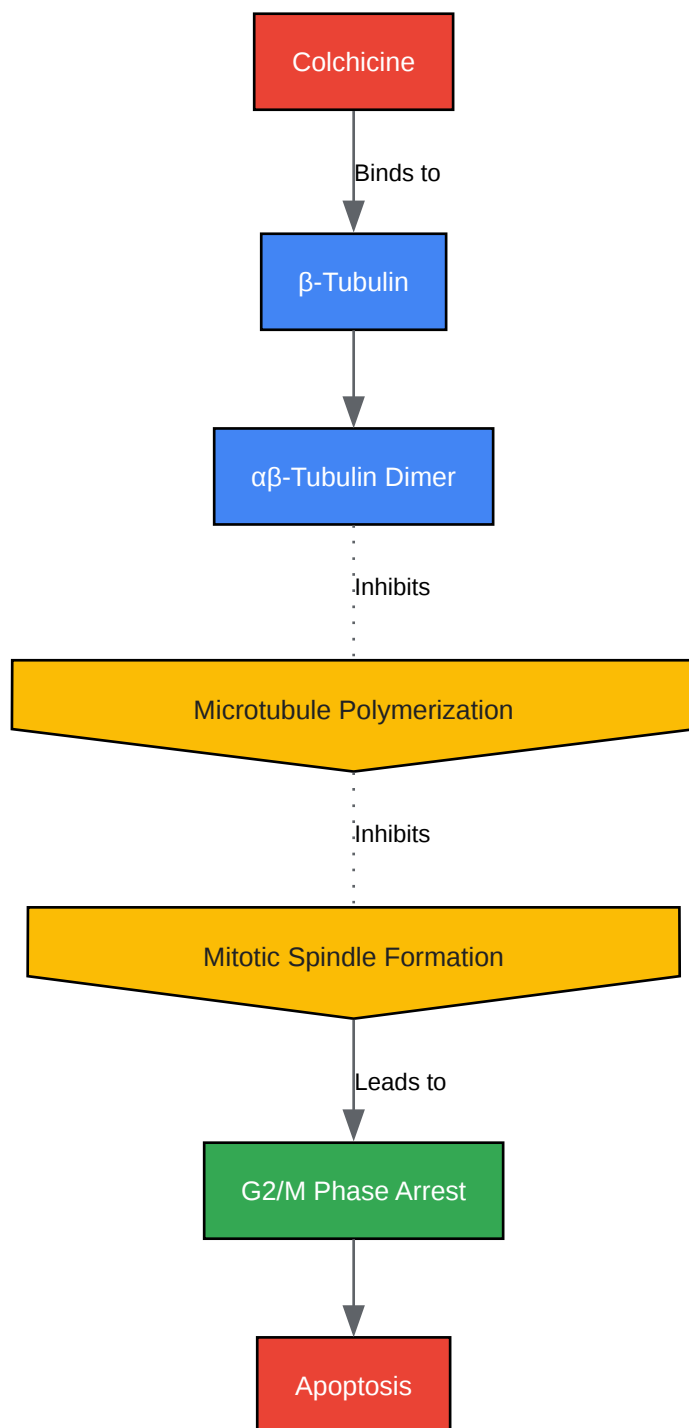 Colchicine
Binds to
β-Tubulin
αβ-Tubulin Dimer
Inhibits
Microtubule Polymerization
Inhibits
Mitotic Spindle Formation
Leads to
G2/M Phase Arrest
Apoptosis